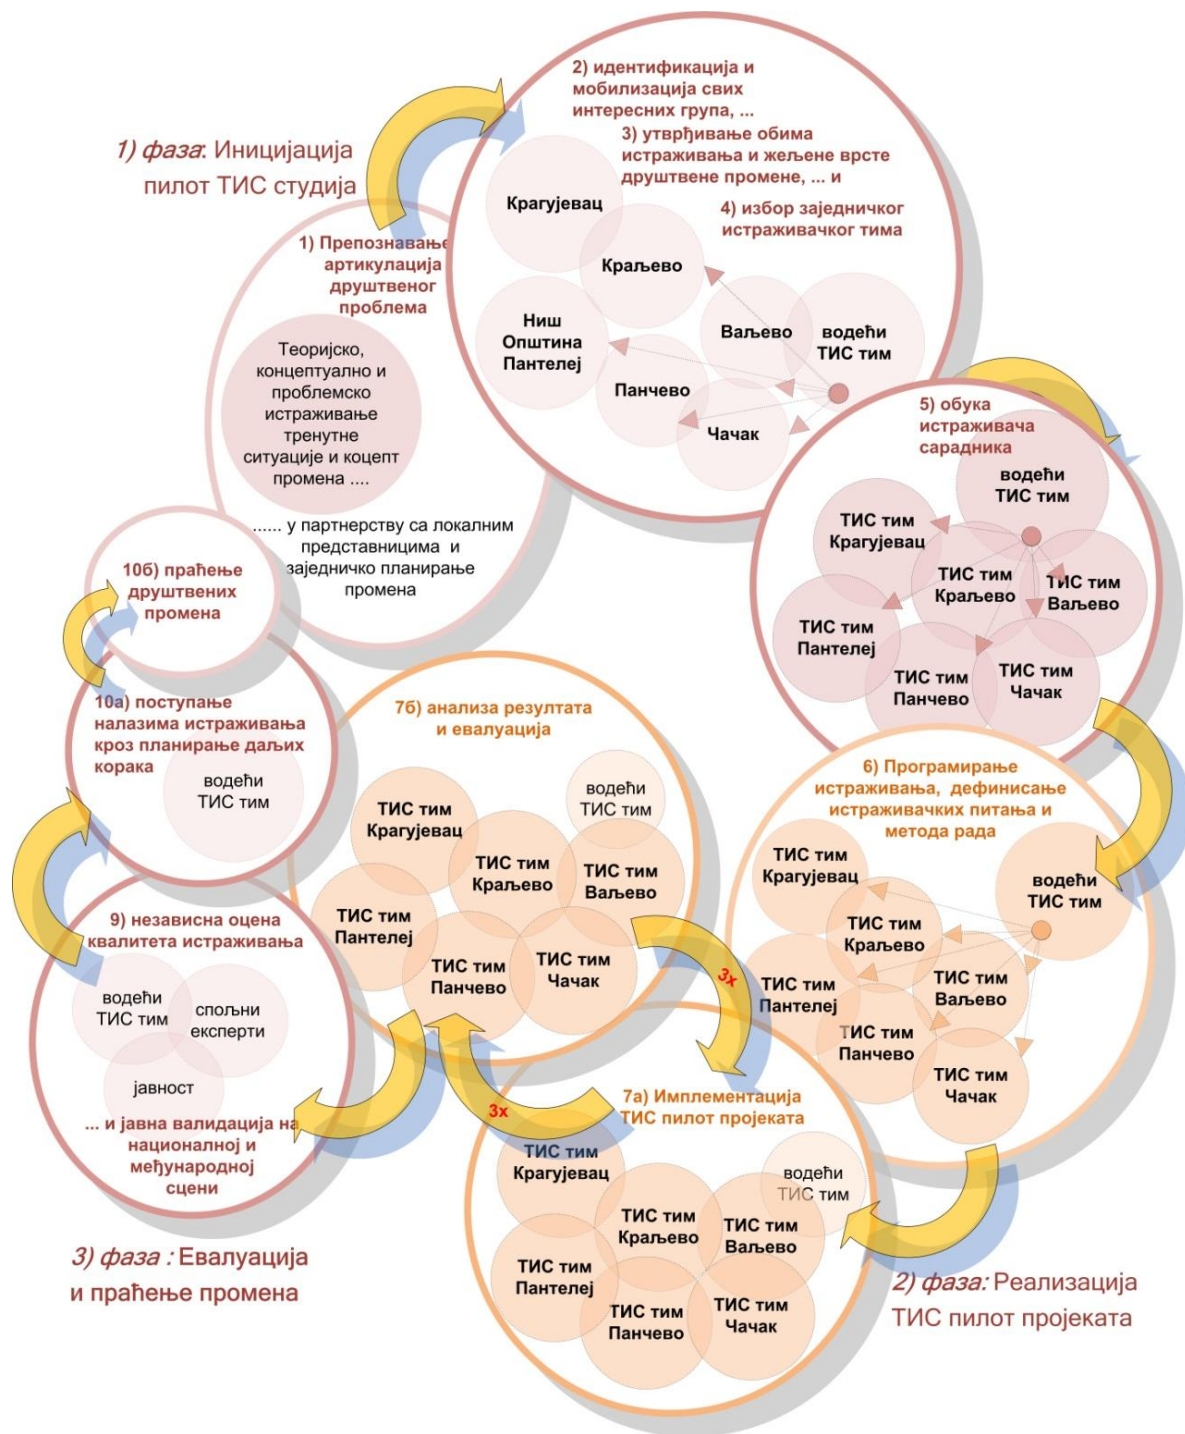 1) фаза: Иницијација
пилот ТИС студија
1) Препознавање
артикулација
друштвеног
проблема
Теоријско,
концептуално и
проблемско
истраживање
тренутне
ситуације и коцепт
промена ....
...... у партнерству са локалним
представницима и
заједничко планирање
промена
2) идентификација и
мобилизација свих
интересних група, ...
3) утврђивање обима
истраживања и жељене врсте
друштвене промене, ... и
4) избор заједничког
истраживачког тима
Крагујевац
Краљево
Ниш
Општина
Пантелеј
Ваљево
водећи
ТИС тим
Панчево
Чачак
5) обука
истраживача
сарадника
водећи
ТИС тим
ТИС тим
Крагујевац
ТИС тим
Краљево
ТИС тим
Ваљево
ТИС тим
Пантелеј
ТИС тим
Панчево
ТИС тим
Чачак
6) Програмирање
истраживања, дефинисање
истраживачких питања и
метода рада
ТИС тим
Крагујевац
водећи
ТИС тим
ТИС тим
Краљево
ТИС тим
Пантелеј
ТИС тим
Ваљево
ТИС тим
Панчево
ТИС тим
Чачак
2) фаза: Реализација
ТИС пилот пројеката
7а) Имплементација
ТИС пилот пројеката
ТИС тим
Крагујевац
водећи
ТИС тим
ТИС тим
Краљево
ТИС тим
Ваљево
ТИС тим
Пантелеј
ТИС тим
Панчево
ТИС тим
Чачак
3x
3x
7б) анализа резултата
и евалуација
водећи
ТИС тим
ТИС тим
Крагујевац
ТИС тим
Краљево
ТИС тим
Ваљево
ТИС тим
Пантелеј
ТИС тим
Панчево
ТИС тим
Чачак
9) независна оцена
квалитета истраживања
водећи
ТИС тим
спољни
експерти
јавност
... и јавна валидација на
националној и
међународној
сцени
3) фаза : Евалуација
и праћење промена
10а) поступање
налазима истраживања
кроз планирање даљих
корака
водећи
ТИС тим
10б) праћење
друштвених
промена